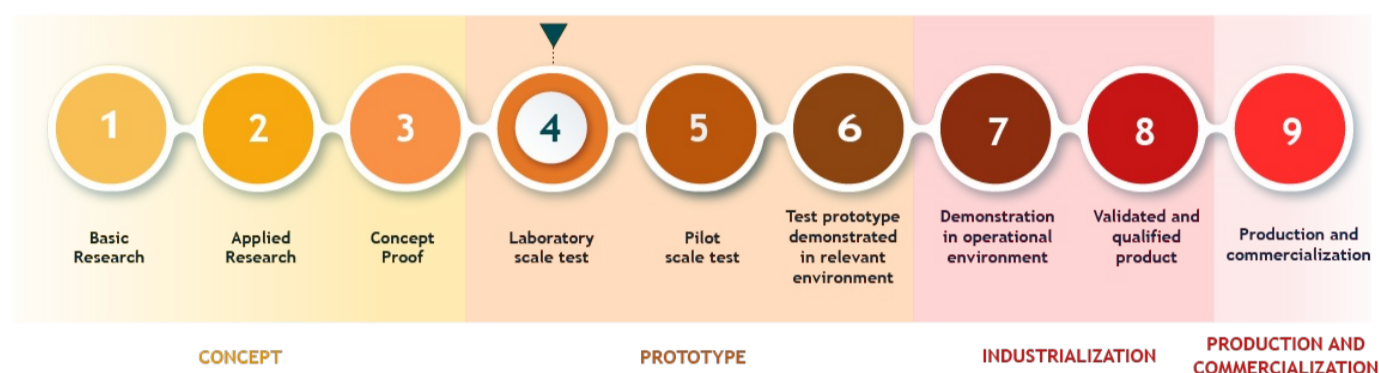 1
2
3
4
5
6
7
8
9
Basic
Research
Applied
Research
Concept
Proof
Laboratory
scale test
Pilot
scale test
Test prototype
demonstrated
in relevant
environment
Demonstration
in operational
environment
Validated and
qualified
product
Production and
commercialization
CONCEPT
PROTOTYPE
INDUSTRIALIZATION
PRODUCTION AND
COMMERCIALIZATION